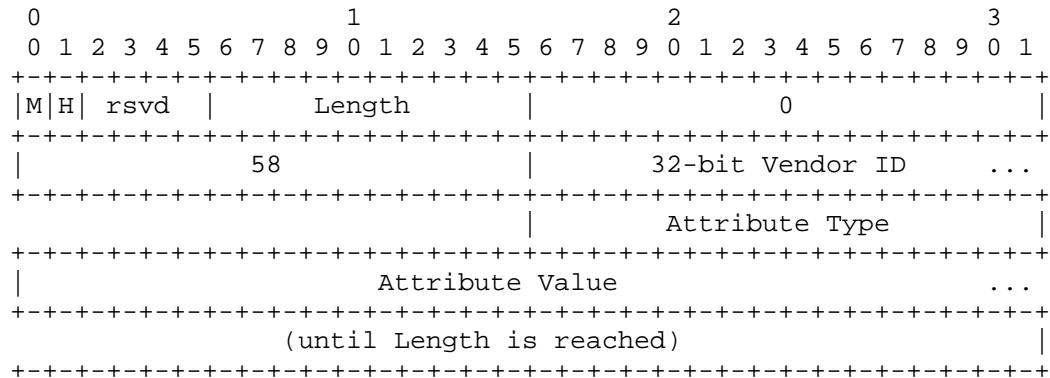 0                   1                   2                   3
 0 1 2 3 4 5 6 7 8 9 0 1 2 3 4 5 6 7 8 9 0 1 2 3 4 5 6 7 8 9 0 1
+-+-+-+-+-+-+-+-+-+-+-+-+-+-+-+-+-+-+-+-+-+-+-+-+-+-+-+-+-+-+-+-+
|M|H| rsvd  |      Length       |               0               |
+-+-+-+-+-+-+-+-+-+-+-+-+-+-+-+-+-+-+-+-+-+-+-+-+-+-+-+-+-+-+-+-+
|              58               |       32-bit Vendor ID     ...
+-+-+-+-+-+-+-+-+-+-+-+-+-+-+-+-+-+-+-+-+-+-+-+-+-+-+-+-+-+-+-+-+
                                |        Attribute Type         |
+-+-+-+-+-+-+-+-+-+-+-+-+-+-+-+-+-+-+-+-+-+-+-+-+-+-+-+-+-+-+-+-+
|                      Attribute Value                       ...
+-+-+-+-+-+-+-+-+-+-+-+-+-+-+-+-+-+-+-+-+-+-+-+-+-+-+-+-+-+-+-+-+
                 (until Length is reached)                      |
+-+-+-+-+-+-+-+-+-+-+-+-+-+-+-+-+-+-+-+-+-+-+-+-+-+-+-+-+-+-+-+-+